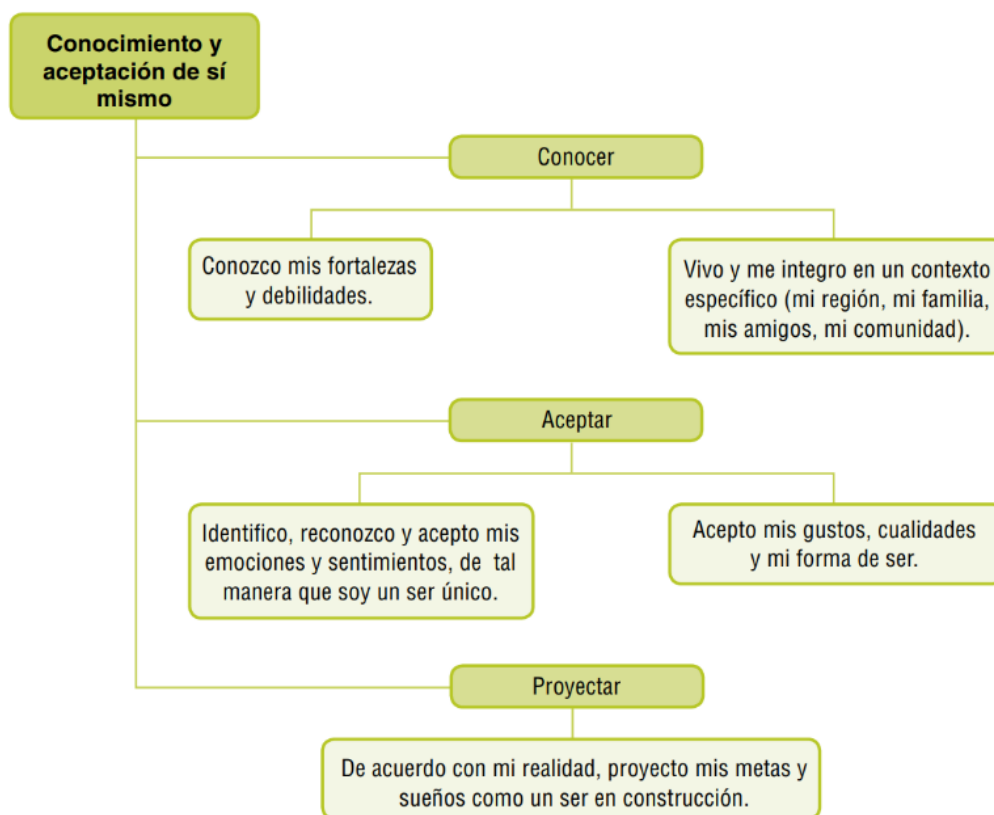 Conocimiento y
aceptación de sí
mismo
Conocer
Conozco mis fortalezas
y debilidades.
Vivo y me integro en un contexto
específico (mi región, mi familia,
mis amigos, mi comunidad).
Aceptar
Identifico, reconozco y acepto mis
emociones y sentimientos, de tal
manera que soy un ser único.
Acepto mis gustos, cualidades
y mi forma de ser.
Proyectar
De acuerdo con mi realidad, proyecto mis metas y
sueños como un ser en construcción.